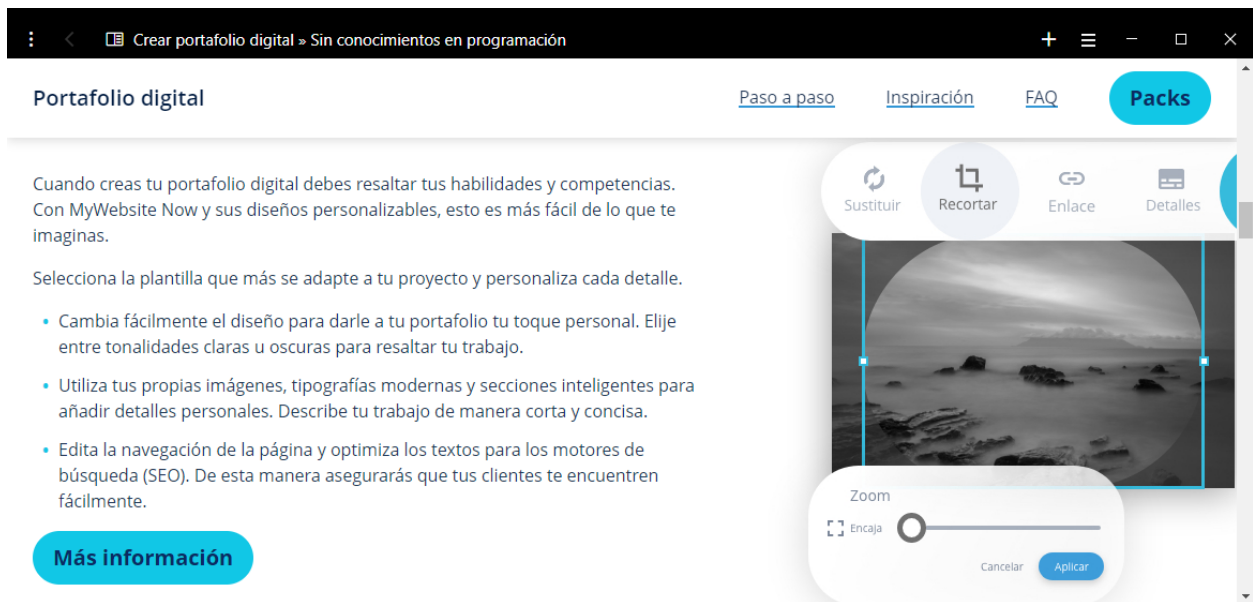 Crear portafolio digital » Sin conocimientos en programación
Portafolio digital
Paso a paso
Inspiración
FAQ
Packs
Cuando creas tu portafolio digital debes resaltar tus habilidades y competencias.
Con MyWebsite Now y sus diseños personalizables, esto es más fácil de lo que te
imaginas.
Selecciona la plantilla que más se adapte a tu proyecto y personaliza cada detalle.
• Cambia fácilmente el diseño para darle a tu portafolio tu toque personal. Elije
entre tonalidades claras u oscuras para resaltar tu trabajo.
• Utiliza tus propias imágenes, tipografías modernas y secciones inteligentes para
añadir detalles personales. Describe tu trabajo de manera corta y concisa.
• Edita la navegación de la página y optimiza los textos para los motores de
búsqueda (SEO). De esta manera asegurarás que tus clientes te encuentren
fácilmente.
Más información
Sustituir
Recortar
Enlace
Detalles
Zoom
Encaja
Cancelar
Aplicar